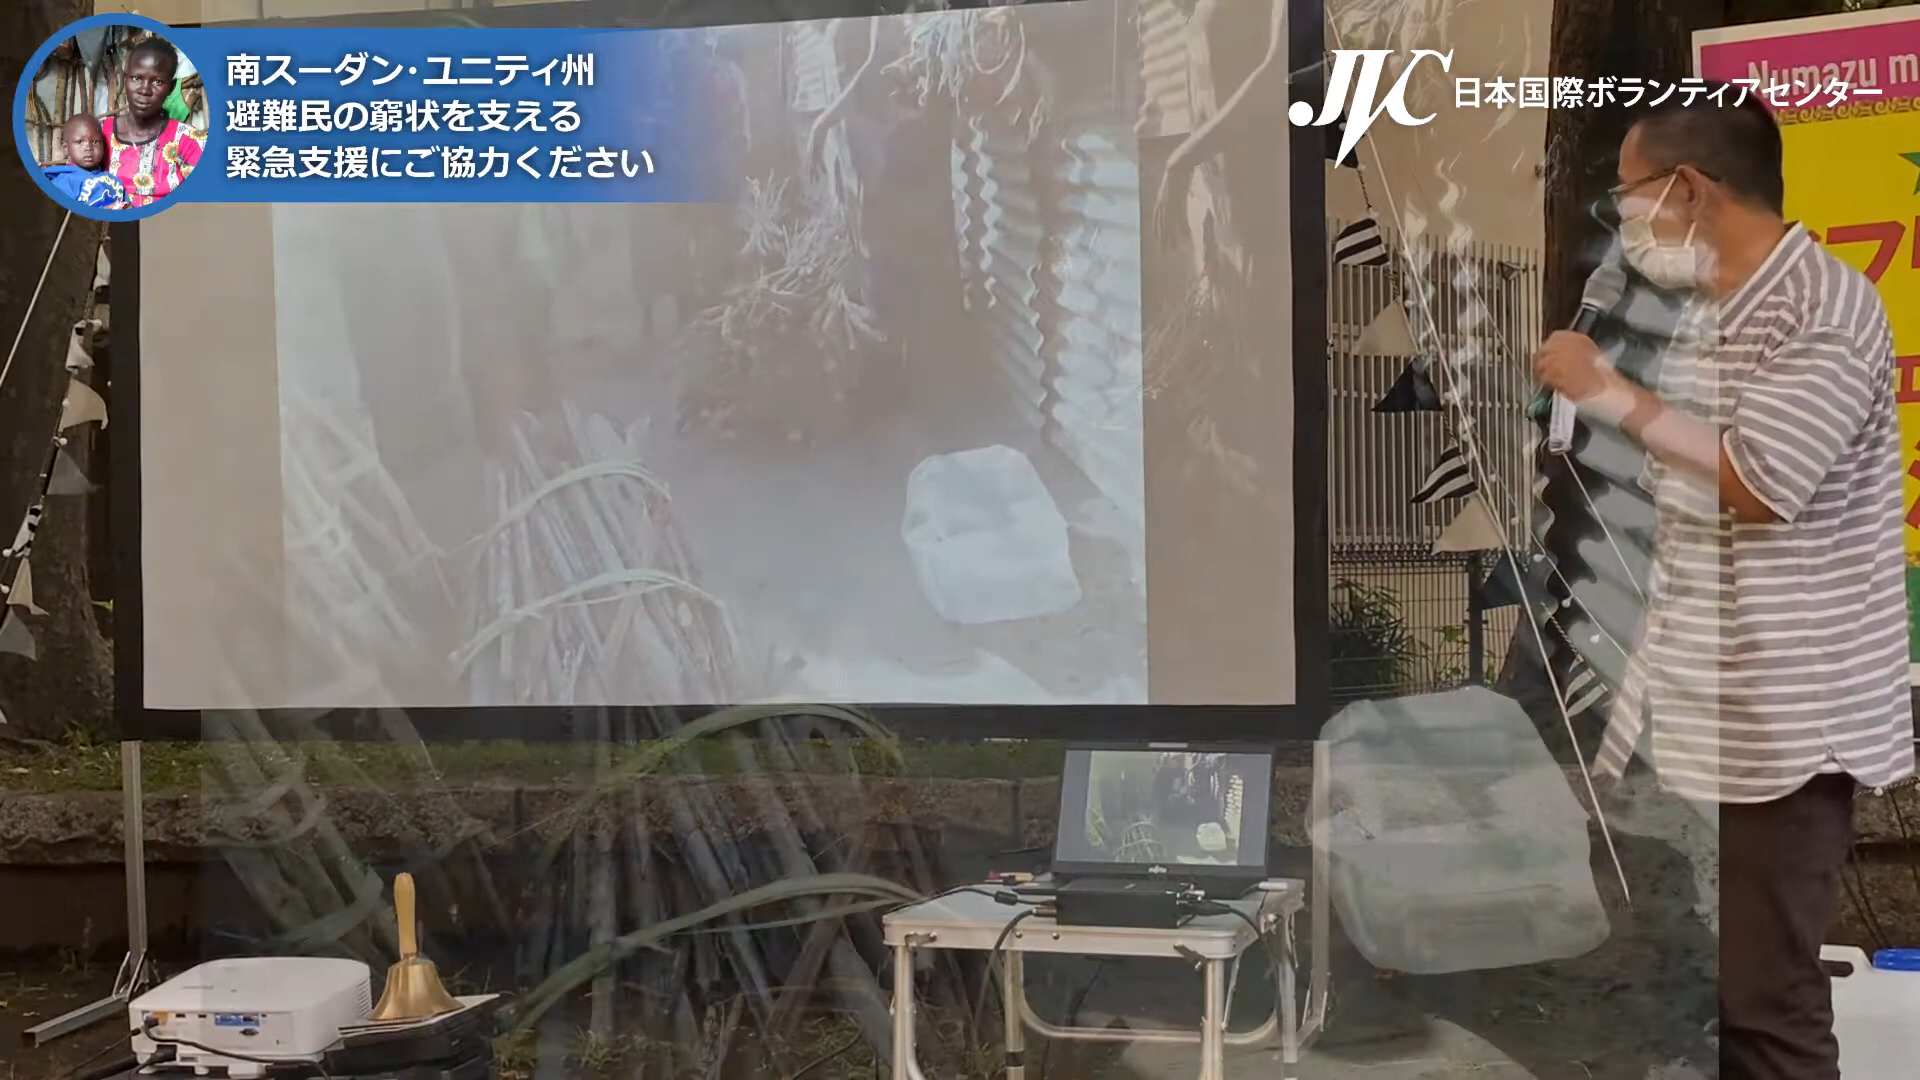 南スーダン・ユニティ州
避難民の窮状を支える
緊急支援にご協力ください
JVC 日本国際ボランティアセンター
Numazu m